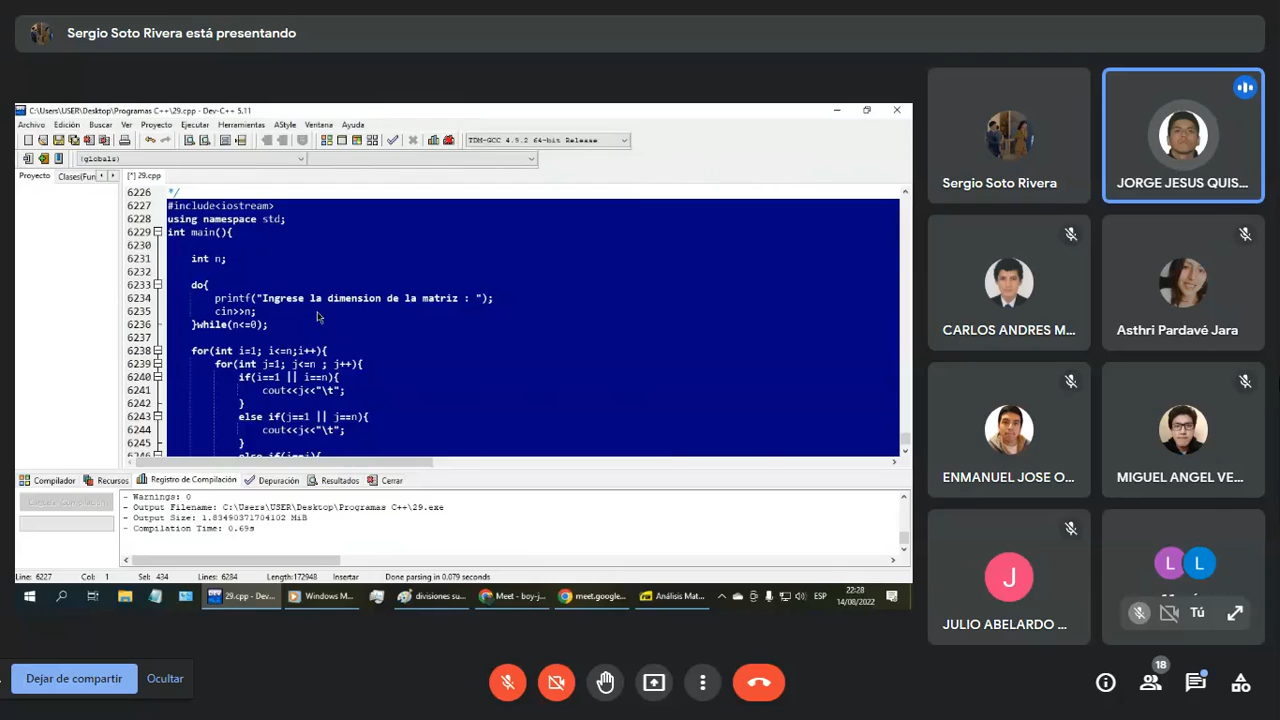 Sergio Soto Rivera está presentando
C:\Users\USER\Desktop\Programas C++\29.cpp - Dev-C++ 5.11
Archivo Edición Buscar Ver Proyecto Ejecutar Herramientas AStyle Ventana Ayuda
TDM-GCC 4.9.2 64-bit Release
(globals)
Proyecto Clases(Fun
[*] 29.cpp
6226 */
6227 #include<iostream>
6228 using namespace std;
6229 int main(){
6230
6231 int n;
6232
6233 do{
6234 printf("Ingrese la dimension de la matriz : ");
6235 cin>>n;
6236 }while(n<=0);
6237
6238 for(int i=1; i<=n;i++){
6239 for(int j=1; j<=n ; j++){
6240 if(i==1 || i==n){
6241 cout<<j<<"\t";
6242 }
6243 else if(j==1 || j==n){
6244 cout<<j<<"\t";
6245 }
6246 else if(i==j){
Compilador Recursos Registro de Compilación Depuración Resultados Cerrar
- Warnings: 0
- Output Filename: C:\Users\USER\Desktop\Programas C++\29.exe
- Output Size: 1.83490371704102 MiB
- Compilation Time: 0.69s
Line: 6227 Col: 1 Sel: 434 Lines: 6284 Length:172948 Insertar Done parsing in 0.079 seconds
29.cpp - Dev... Windows M... divisiones su... Meet - boy-j... meet.google... Análisis Mat... ESP
22:28
14/08/2022
Sergio Soto Rivera
JORGE JESUS QUIS...
CARLOS ANDRES M...
Asthri Pardavé Jara
ENMANUEL JOSE O...
MIGUEL ANGEL VE...
J
JULIO ABELARDO ...
L L
Tú
Dejar de compartir
Ocultar
18